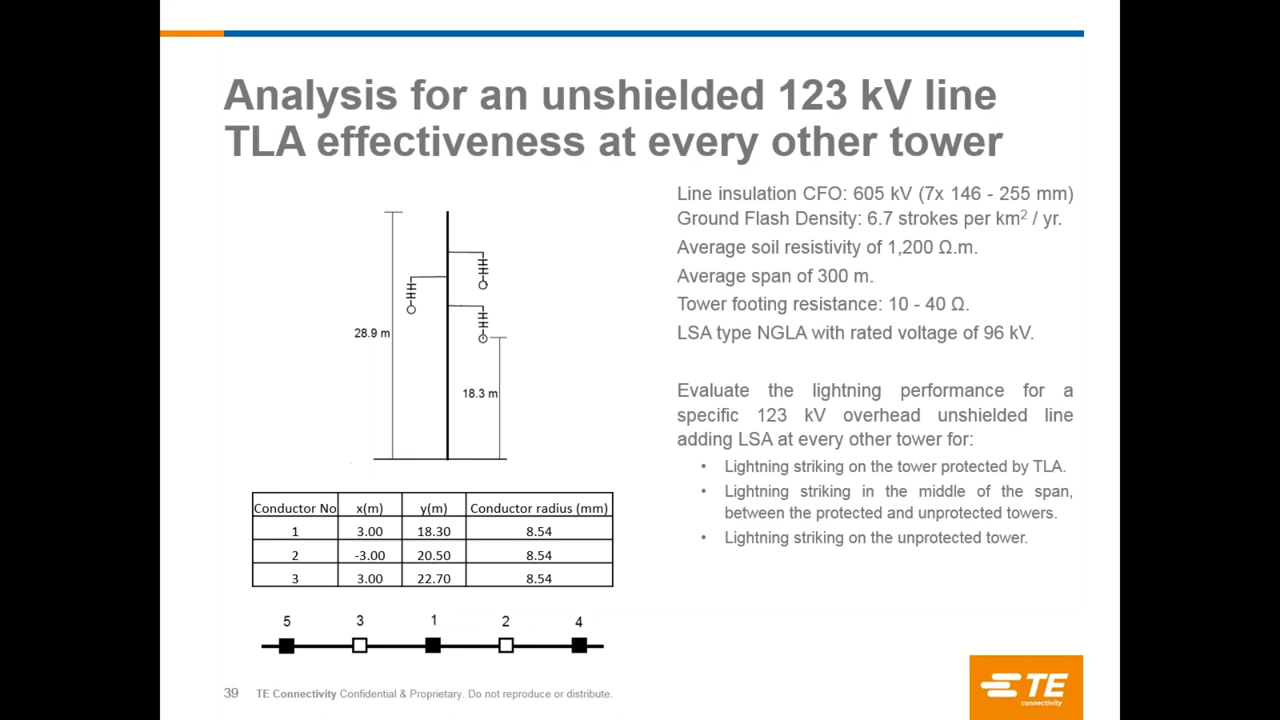 Analysis for an unshielded 123 kV line
TLA effectiveness at every other tower
Line insulation CFO: 605 kV (7x 146 - 255 mm)
Ground Flash Density: 6.7 strokes per km2 / yr.
Average soil resistivity of 1,200 Ω.m.
Average span of 300 m.
Tower footing resistance: 10 - 40 Ω.
LSA type NGLA with rated voltage of 96 kV.
Evaluate the lightning performance for a
specific 123 kV overhead unshielded line
adding LSA at every other tower for:
• Lightning striking on the tower protected by TLA.
• Lightning striking in the middle of the span,
between the protected and unprotected towers.
• Lightning striking on the unprotected tower.
28.9 m
18.3 m
Conductor No x(m) y(m) Conductor radius (mm)
1 3.00 18.30 8.54
2 -3.00 20.50 8.54
3 3.00 22.70 8.54
5 3 1 2 4
39 TE Connectivity Confidential & Proprietary. Do not reproduce or distribute.
TE
connectivity